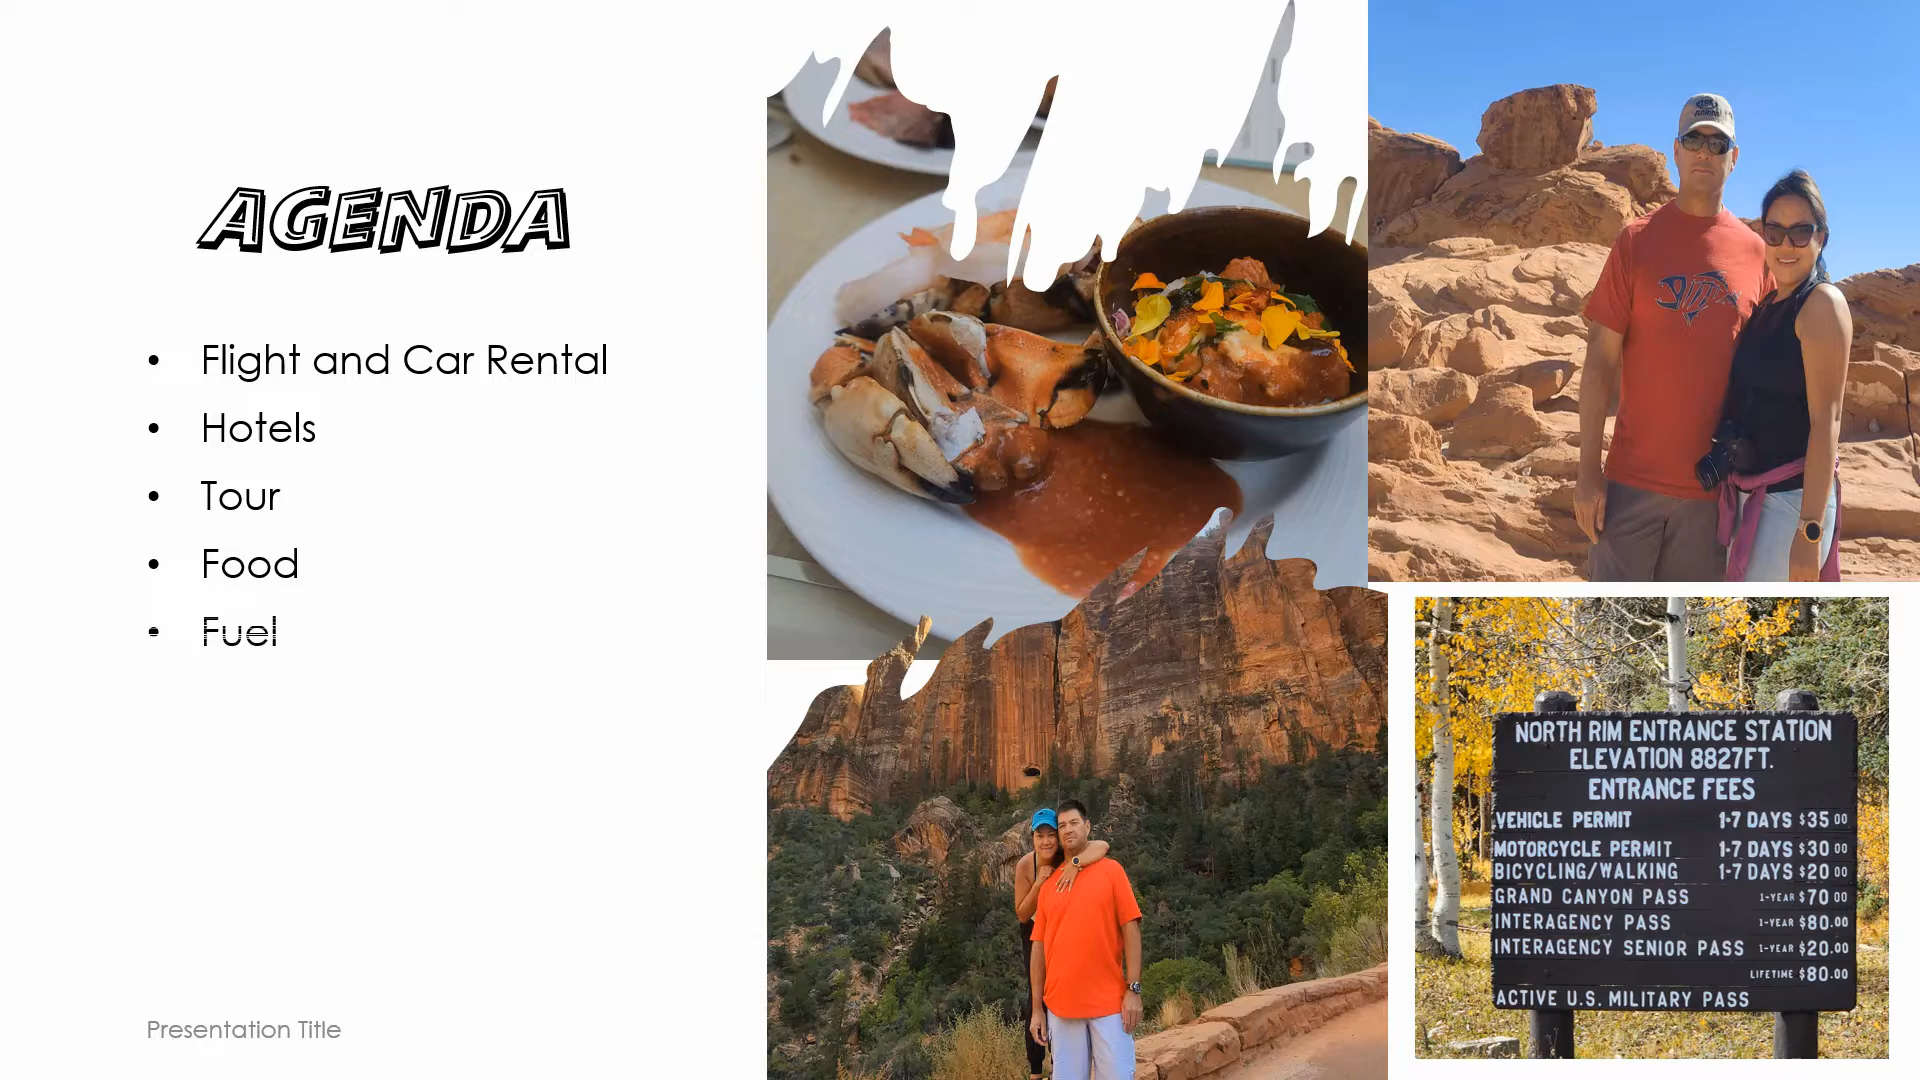 AGENDA
• Flight and Car Rental
• Hotels
• Tour
• Food
• Fuel
Presentation Title
NORTH RIM ENTRANCE STATION
ELEVATION 8827FT.
ENTRANCE FEES
VEHICLE PERMIT 1-7 DAYS $35 00
MOTORCYCLE PERMIT 1-7 DAYS $30 00
BICYCLING/WALKING 1-7 DAYS $20 00
GRAND CANYON PASS 1-YEAR $70 00
INTERAGENCY PASS 1-YEAR $80.00
INTERAGENCY SENIOR PASS 1-YEAR $20.00
LIFETIME $80.00
ACTIVE U.S. MILITARY PASS